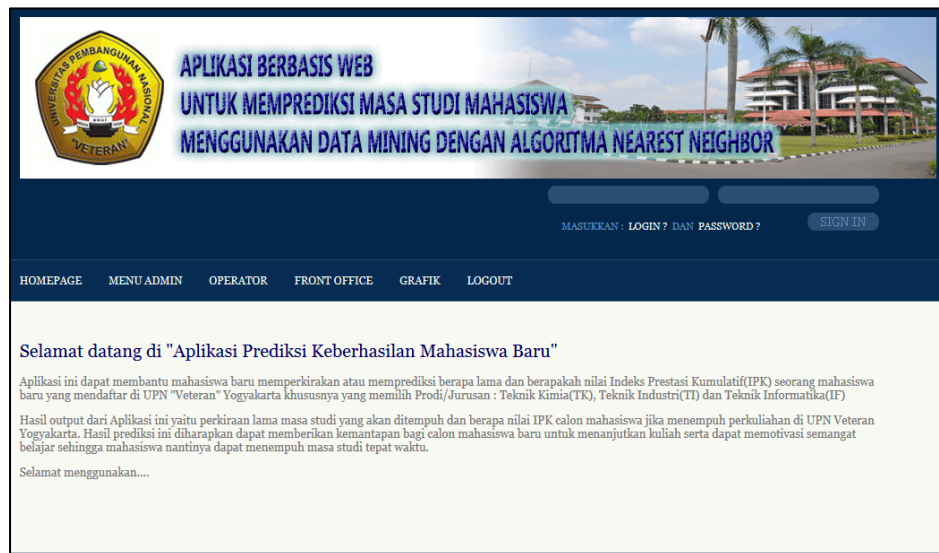 UNIVERSITAS PEMBANGUNAN NASIONAL
"VETERAN"
APLIKASI BERBASIS WEB
UNTUK MEMPREDIKSI MASA STUDI MAHASISWA
MENGGUNAKAN DATA MINING DENGAN ALGORITMA NEAREST NEIGHBOR
MASUKKAN : LOGIN ? DAN PASSWORD ? SIGN IN
HOMEPAGE MENU ADMIN OPERATOR FRONT OFFICE GRAFIK LOGOUT
Selamat datang di "Aplikasi Prediksi Keberhasilan Mahasiswa Baru"
Aplikasi ini dapat membantu mahasiswa baru memperkirakan atau memprediksi berapa lama dan berapakah nilai Indeks Prestasi Kumulatif(IPK) seorang mahasiswa
baru yang mendaftar di UPN "Veteran" Yogyakarta khususnya yang memilih Prodi/Jurusan : Teknik Kimia(TK), Teknik Industri(TI) dan Teknik Informatika(IF)
Hasil output dari Aplikasi ini yaitu perkiraan lama masa studi yang akan ditempuh dan berapa nilai IPK calon mahasiswa jika menempuh perkuliahan di UPN Veteran
Yogyakarta. Hasil prediksi ini diharapkan dapat memberikan kemantapan bagi calon mahasiswa baru untuk menanjutkan kuliah serta dapat memotivasi semangat
belajar sehingga mahasiswa nantinya dapat menempuh masa studi tepat waktu.
Selamat menggunakan....